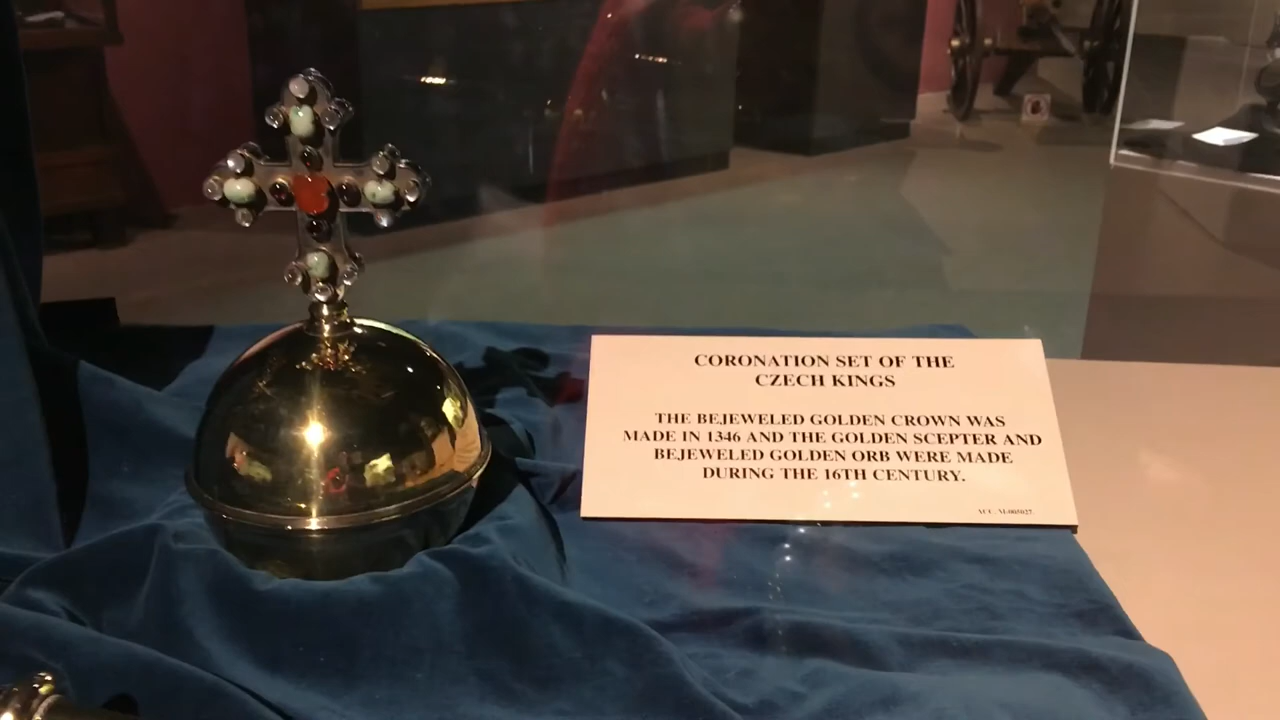 CORONATION SET OF THE
CZECH KINGS
THE BEJEWELED GOLDEN CROWN WAS
MADE IN 1346 AND THE GOLDEN SCEPTER AND
BEJEWELED GOLDEN ORB WERE MADE
DURING THE 16TH CENTURY.
ACC.